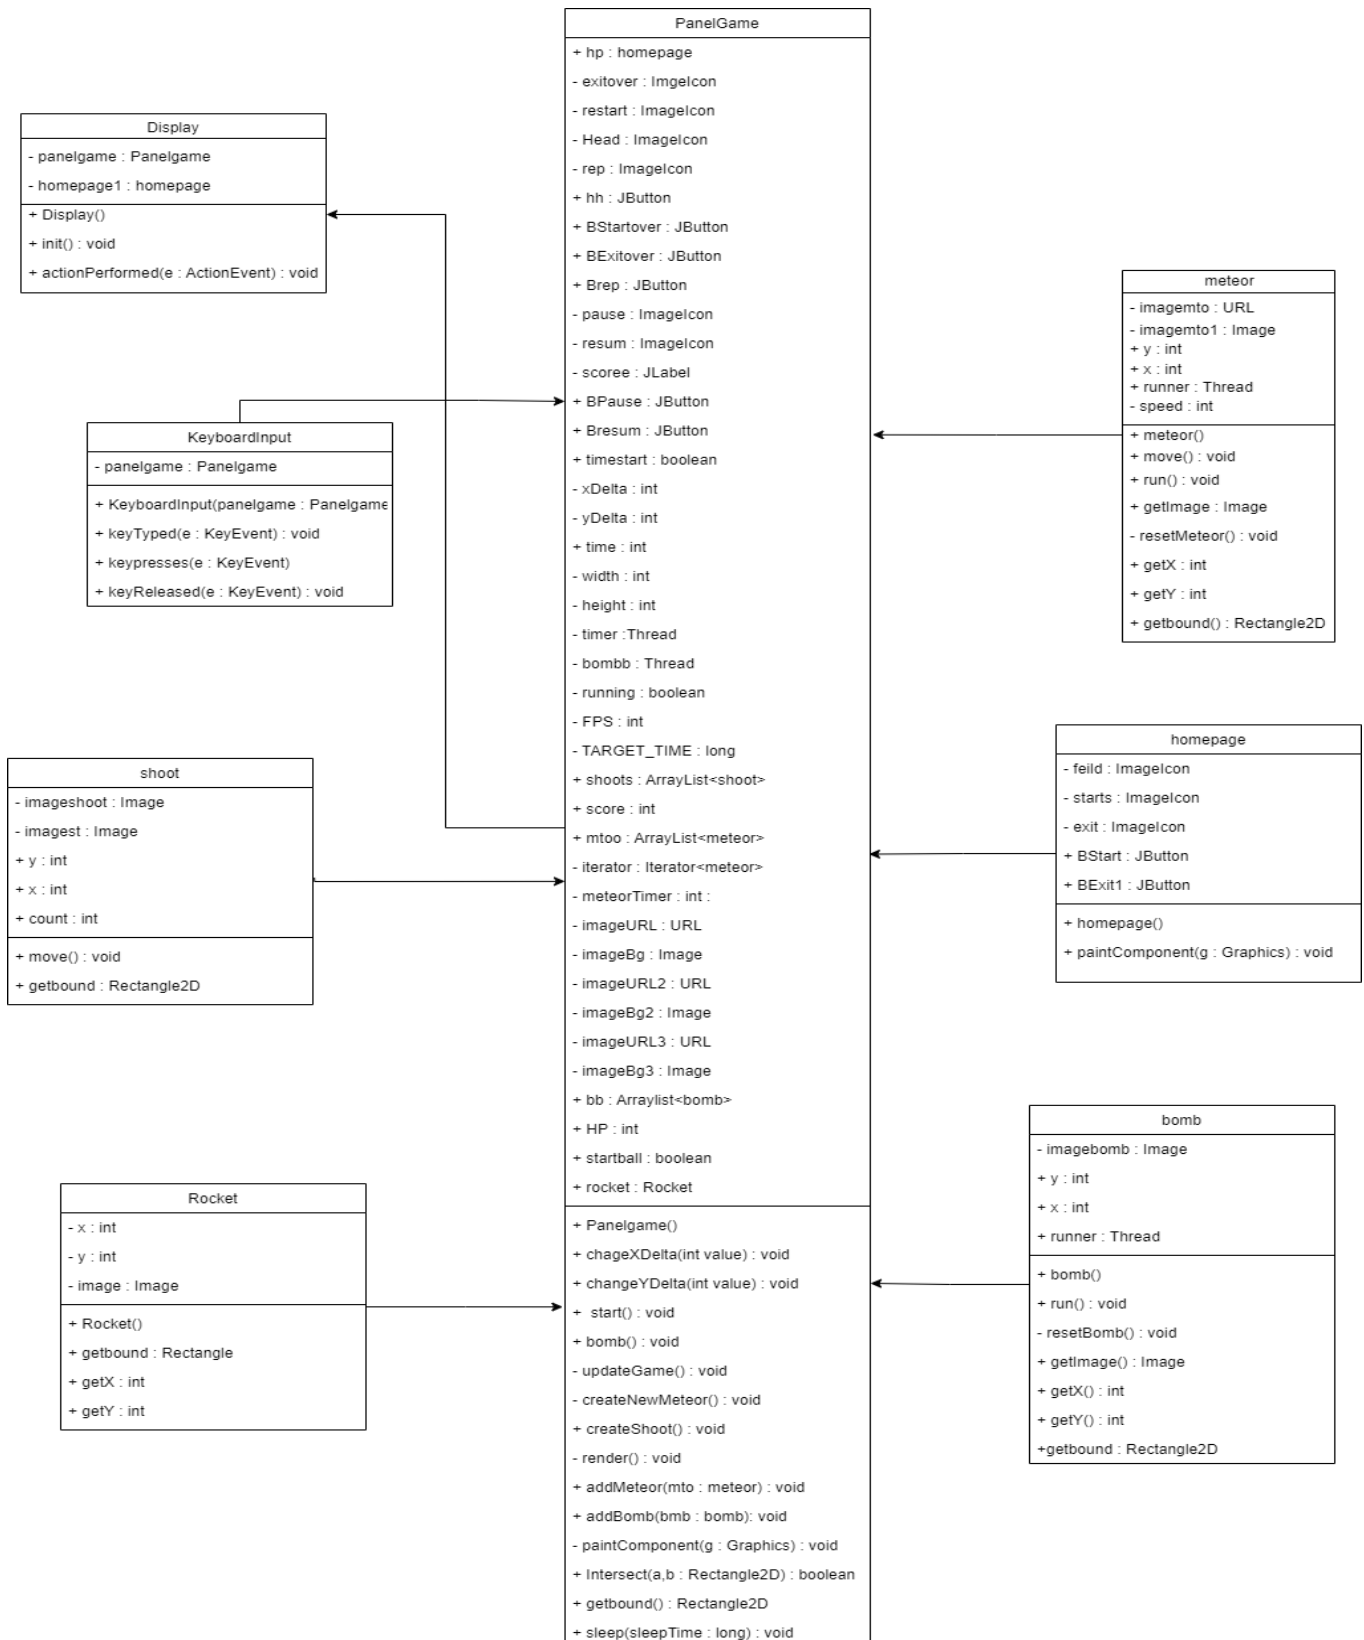 PanelGame
+ hp : homepage
- exitover : ImgeIcon
- restart : ImageIcon
- Head : ImageIcon
- rep : ImageIcon
+ hh : JButton
+ BStartover : JButton
+ BExitover : JButton
+ Brep : JButton
- pause : ImageIcon
- resum : ImageIcon
- scoree : JLabel
+ BPause : JButton
+ Bresum : JButton
+ timestart : boolean
- xDelta : int
- yDelta : int
+ time : int
- width : int
- height : int
- timer :Thread
- bombb : Thread
- running : boolean
- FPS : int
- TARGET_TIME : long
+ shoots : ArrayList<shoot>
+ score : int
+ mtoo : ArrayList<meteor>
- iterator : Iterator<meteor>
- meteorTimer : int :
- imageURL : URL
- imageBg : Image
- imageURL2 : URL
- imageBg2 : Image
- imageURL3 : URL
- imageBg3 : Image
+ bb : Arraylist<bomb>
+ HP : int
+ startball : boolean
+ rocket : Rocket
+ Panelgame()
+ chageXDelta(int value) : void
+ changeYDelta(int value) : void
+ start() : void
+ bomb() : void
- updateGame() : void
- createNewMeteor() : void
+ createShoot() : void
- render() : void
+ addMeteor(mto : meteor) : void
+ addBomb(bmb : bomb): void
- paintComponent(g : Graphics) : void
+ Intersect(a,b : Rectangle2D) : boolean
+ getbound() : Rectangle2D
+ sleep(sleepTime : long) : void
Display
- panelgame : Panelgame
- homepage1 : homepage
+ Display()
+ init() : void
+ actionPerformed(e : ActionEvent) : void
KeyboardInput
- panelgame : Panelgame
+ KeyboardInput(panelgame : Panelgame
+ keyTyped(e : KeyEvent) : void
+ keypresses(e : KeyEvent)
+ keyReleased(e : KeyEvent) : void
shoot
- imageshoot : Image
- imagest : Image
+ y : int
+ x : int
+ count : int
+ move() : void
+ getbound : Rectangle2D
Rocket
- x : int
- y : int
- image : Image
+ Rocket()
+ getbound : Rectangle
+ getX : int
+ getY : int
meteor
- imagemto : URL
- imagemto1 : Image
+ y : int
+ x : int
+ runner : Thread
- speed : int
+ meteor()
+ move() : void
+ run() : void
+ getImage : Image
- resetMeteor() : void
+ getX : int
+ getY : int
+ getbound() : Rectangle2D
homepage
- feild : ImageIcon
- starts : ImageIcon
- exit : ImageIcon
+ BStart : JButton
+ BExit1 : JButton
+ homepage()
+ paintComponent(g : Graphics) : void
bomb
- imagebomb : Image
+ y : int
+ x : int
+ runner : Thread
+ bomb()
+ run() : void
- resetBomb() : void
+ getImage() : Image
+ getX() : int
+ getY() : int
+getbound : Rectangle2D